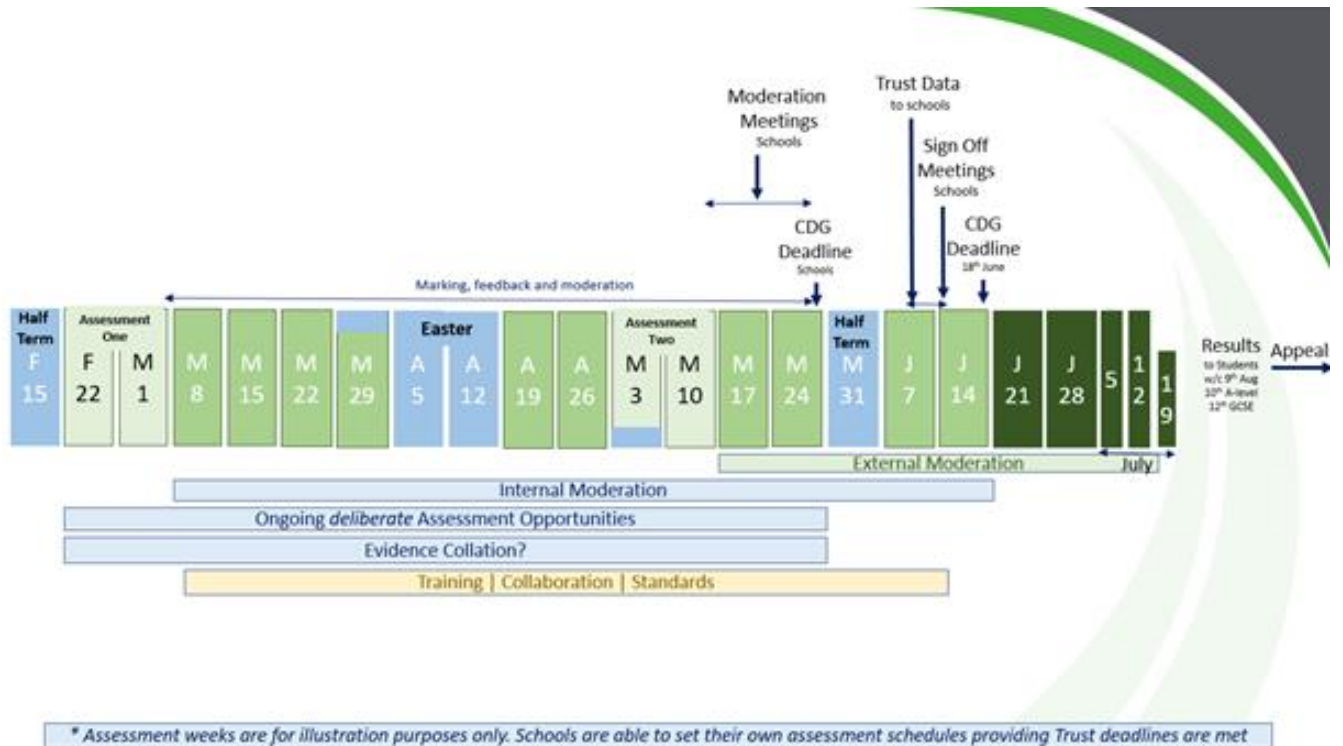 Trust Data
to schools
Moderation
Meetings
Schools
Sign Off
Meetings
Schools
CDG
Deadline
Schools
CDG
Deadline
18th June
Marking, feedback and moderation
Half
Term
F
15
Assessment
One
F
22
M
1
M
8
M
15
M
22
M
29
Easter
A
5
A
12
A
19
A
26
Assessment
Two
M
3
M
10
M
17
M
24
Half
Term
M
31
J
7
J
14
J
21
J
28
5
1
2
1
9
July
Results
to Students
w/c 9th Aug
10th A-level
12th GCSE
Appeal
External Moderation
Internal Moderation
Ongoing deliberate Assessment Opportunities
Evidence Collation?
Training | Collaboration | Standards
* Assessment weeks are for illustration purposes only. Schools are able to set their own assessment schedules providing Trust deadlines are met